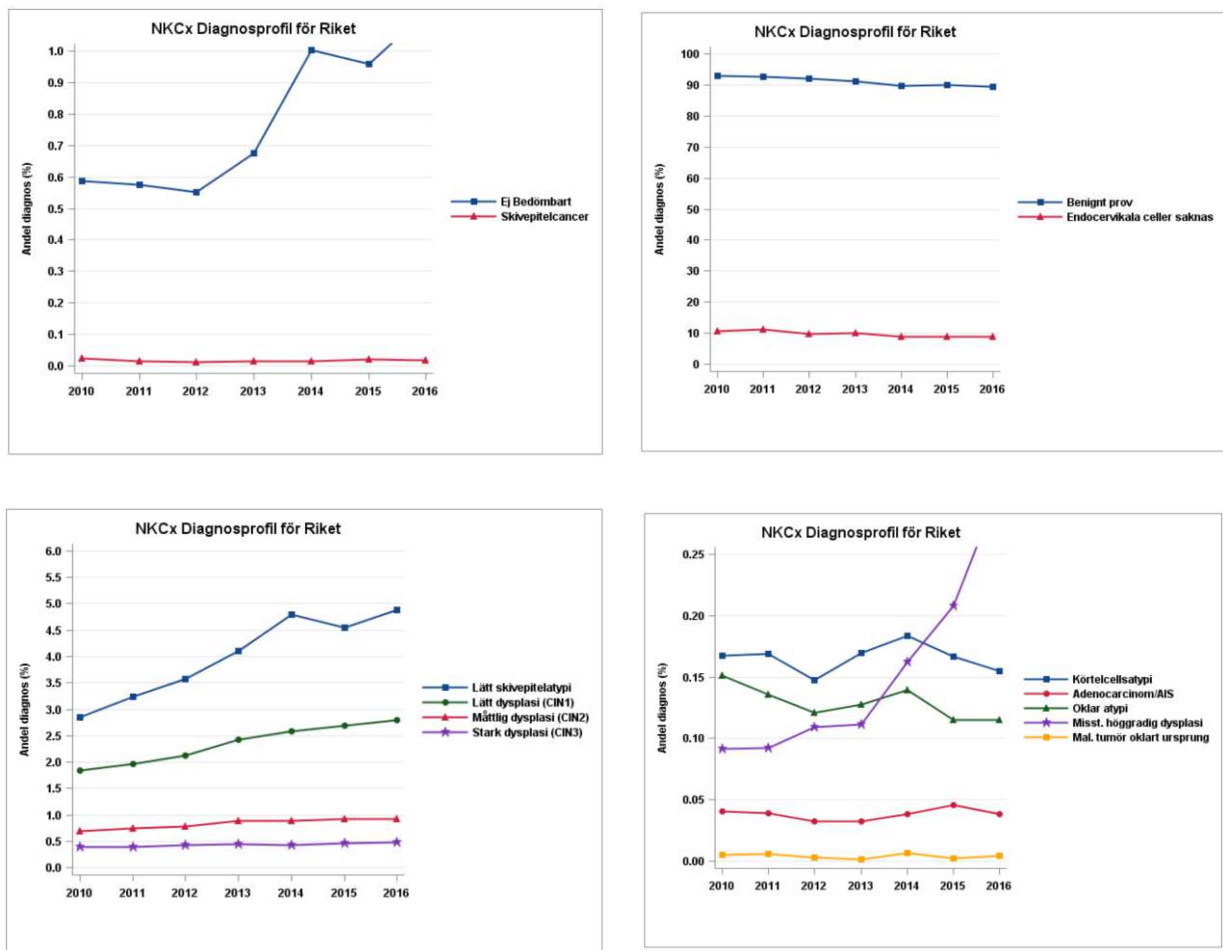 NKCx Diagnosprofil för Riket
Andel diagnos (%)
1.0
0.9
0.8
0.7
0.6
0.5
0.4
0.3
0.2
0.1
0.0
2010 2011 2012 2013 2014 2015 2016
Ej Bedömbart
Skivepitelcancer
NKCx Diagnosprofil för Riket
Andel diagnos (%)
100
90
80
70
60
50
40
30
20
10
0
2010 2011 2012 2013 2014 2015 2016
Benignt prov
Endocervikala celler saknas
NKCx Diagnosprofil för Riket
Andel diagnos (%)
6.0
5.5
5.0
4.5
4.0
3.5
3.0
2.5
2.0
1.5
1.0
0.5
0.0
2010 2011 2012 2013 2014 2015 2016
Lätt skivepitelatypi
Lätt dysplasi (CIN1)
Måttlig dysplasi (CIN2)
Stark dysplasi (CIN3)
NKCx Diagnosprofil för Riket
Andel diagnos (%)
0.25
0.20
0.15
0.10
0.05
0.00
2010 2011 2012 2013 2014 2015 2016
Körtelcellsatypi
Adenocarcinom/AIS
Oklar atypi
Misst. höggradig dysplasi
Mal. tumör oklart ursprung